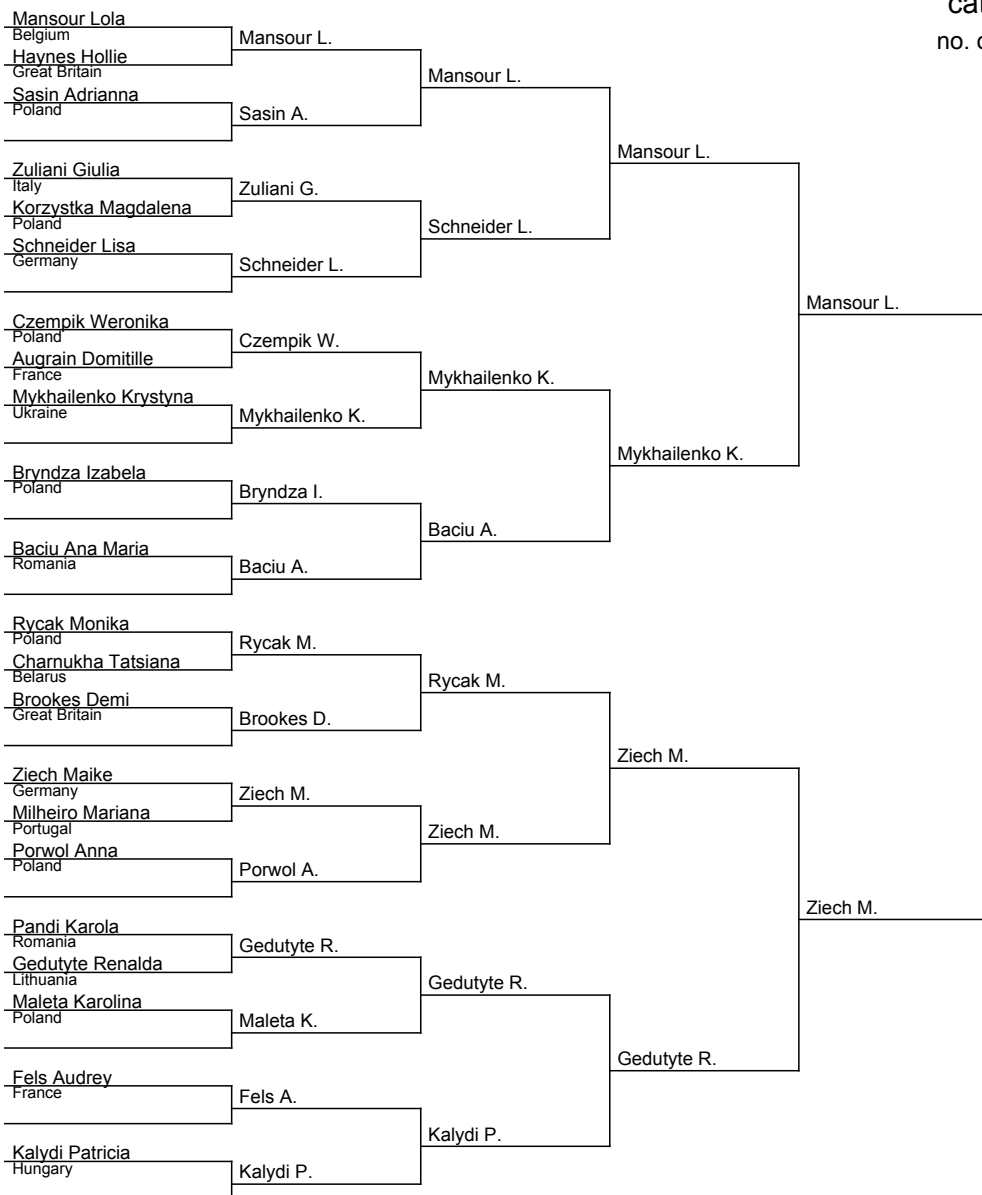 cat
no. o
Mansour Lola
Belgium
Haynes Hollie
Great Britain
Sasin Adrianna
Poland
Zuliani Giulia
Italy
Korzystka Magdalena
Poland
Schneider Lisa
Germany
Czempik Weronika
Poland
Augrain Domitille
France
Mykhailenko Krystyna
Ukraine
Bryndza Izabela
Poland
Baciu Ana Maria
Romania
Rycak Monika
Poland
Charnukha Tatsiana
Belarus
Brookes Demi
Great Britain
Ziech Maike
Germany
Milheiro Mariana
Portugal
Porwol Anna
Poland
Pandi Karola
Romania
Gedutyte Renalda
Lithuania
Maleta Karolina
Poland
Fels Audrey
France
Kalydi Patricia
Hungary
Mansour L.
Sasin A.
Zuliani G.
Schneider L.
Czempik W.
Mykhailenko K.
Bryndza I.
Baciu A.
Rycak M.
Brookes D.
Ziech M.
Porwol A.
Gedutyte R.
Maleta K.
Fels A.
Kalydi P.
Mansour L.
Schneider L.
Mykhailenko K.
Baciu A.
Rycak M.
Ziech M.
Gedutyte R.
Kalydi P.
Mansour L.
Mykhailenko K.
Ziech M.
Gedutyte R.
Mansour L.
Ziech M.